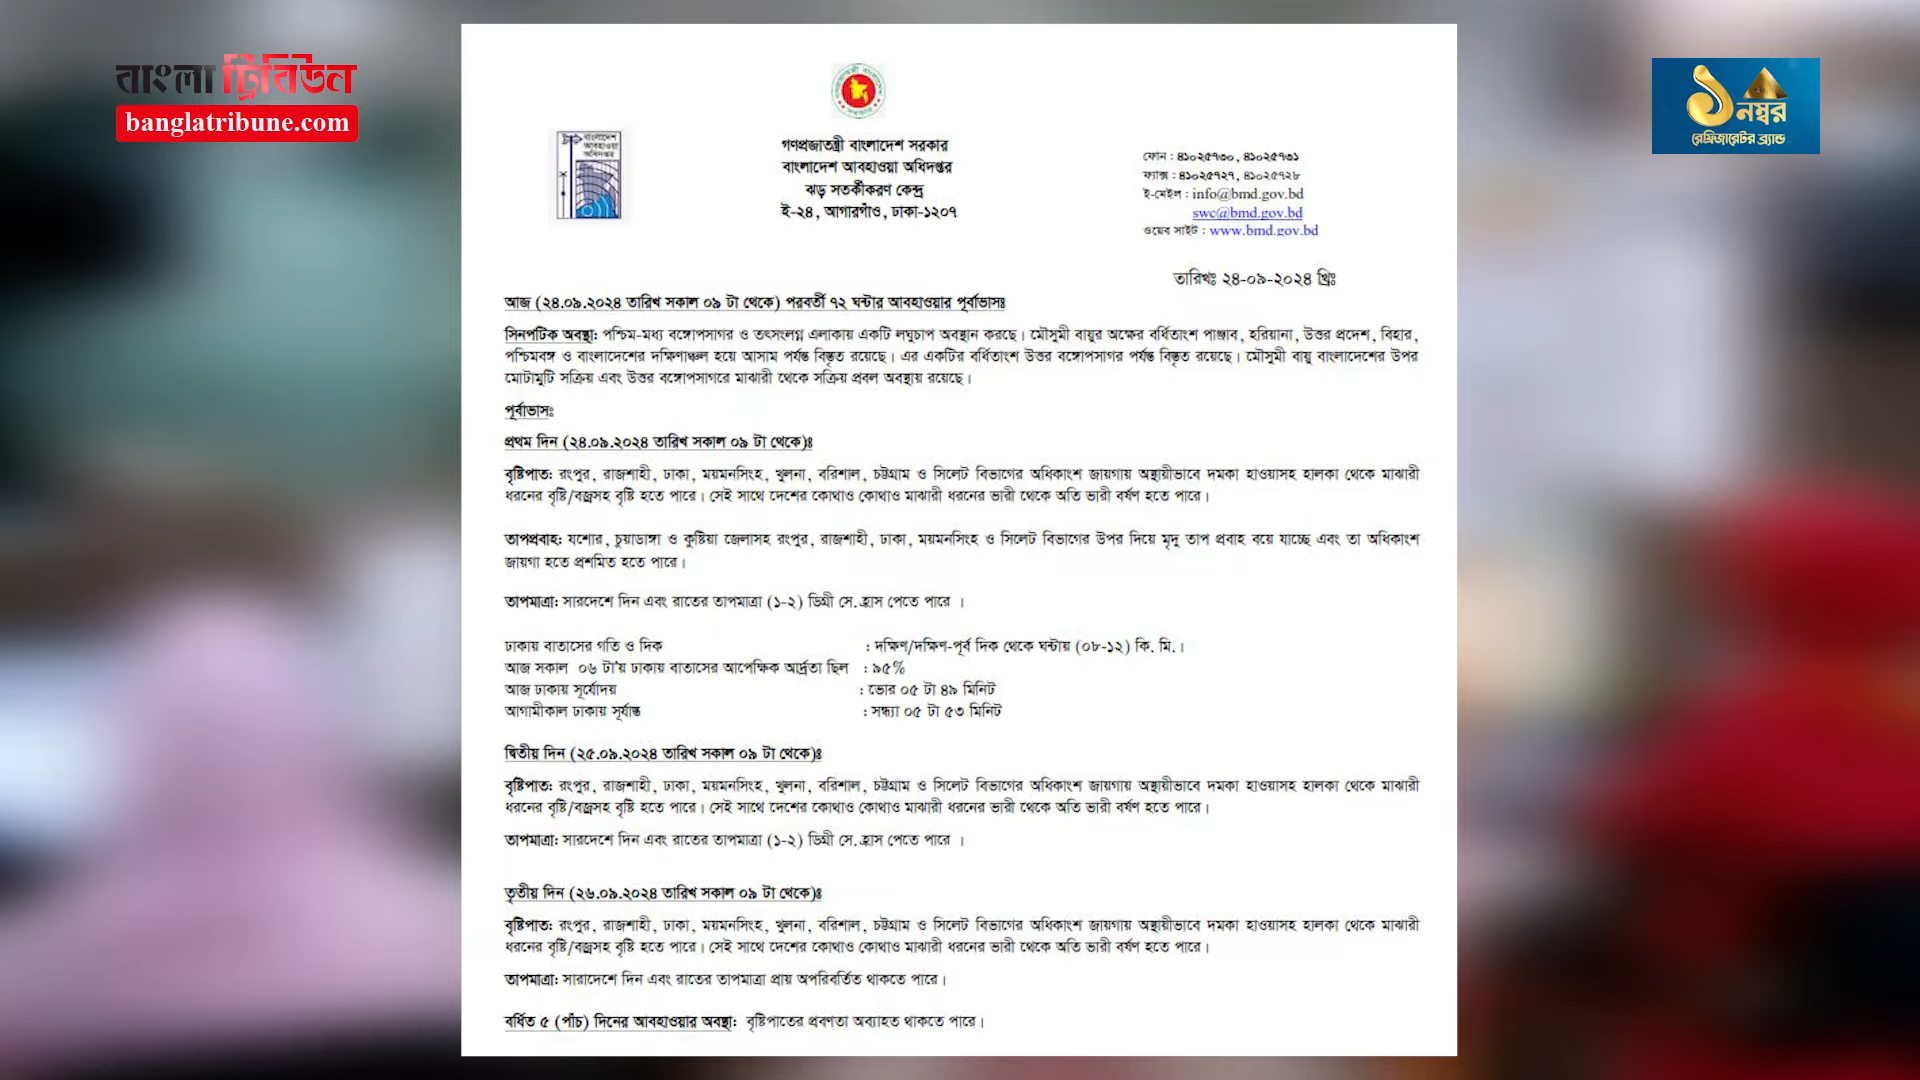 বাংলা ট্রিবিউন
banglatribune.com
১
নম্বর
রেফ্রিজারেটর ব্র্যান্ড
বাংলাদেশ
আবহাওয়া
অধিদপ্তর
গণপ্রজাতন্ত্রী বাংলাদেশ সরকার
বাংলাদেশ আবহাওয়া অধিদপ্তর
ঝড় সতর্কীকরণ কেন্দ্র
ই-২৪, আগারগাঁও, ঢাকা-১২০৭
ফোন : ৪১০২৫৭৩০, ৪১০২৫৭৩১
ফ্যাক্স : ৪১০২৫৭২৭, ৪১০২৫৭২৮
ই-মেইল : info@bmd.gov.bd
swc@bmd.gov.bd
ওয়েব সাইট : www.bmd.gov.bd
তারিখঃ ২৪-০৯-২০২৪ খ্রিঃ
আজ (২৪.০৯.২০২৪ তারিখ সকাল ০৯ টা থেকে) পরবর্তী ৭২ ঘন্টার আবহাওয়ার পূর্বাভাসঃ
সিনপটিক অবস্থা: পশ্চিম-মধ্য বঙ্গোপসাগর ও তৎসংলগ্ন এলাকায় একটি লঘুচাপ অবস্থান করছে। মৌসুমী বায়ুর অক্ষের বর্ধিতাংশ পাঞ্জাব, হরিয়ানা, উত্তর প্রদেশ, বিহার,
পশ্চিমবঙ্গ ও বাংলাদেশের দক্ষিণাঞ্চল হয়ে আসাম পর্যন্ত বিস্তৃত রয়েছে। এর একটির বর্ধিতাংশ উত্তর বঙ্গোপসাগর পর্যন্ত বিস্তৃত রয়েছে। মৌসুমী বায়ু বাংলাদেশের উপর
মোটামুটি সক্রিয় এবং উত্তর বঙ্গোপসাগরে মাঝারী থেকে সক্রিয় প্রবল অবস্থায় রয়েছে।
পূর্বাভাসঃ
প্রথম দিন (২৪.০৯.২০২৪ তারিখ সকাল ০৯ টা থেকে)ঃ
বৃষ্টিপাত: রংপুর, রাজশাহী, ঢাকা, ময়মনসিংহ, খুলনা, বরিশাল, চট্টগ্রাম ও সিলেট বিভাগের অধিকাংশ জায়গায় অস্থায়ীভাবে দমকা হাওয়াসহ হালকা থেকে মাঝারী
ধরনের বৃষ্টি/বজ্রসহ বৃষ্টি হতে পারে। সেই সাথে দেশের কোথাও কোথাও মাঝারী ধরনের ভারী থেকে অতি ভারী বর্ষণ হতে পারে।
তাপপ্রবাহ: যশোর, চুয়াডাঙ্গা ও কুষ্টিয়া জেলাসহ রংপুর, রাজশাহী, ঢাকা, ময়মনসিংহ ও সিলেট বিভাগের উপর দিয়ে মৃদু তাপ প্রবাহ বয়ে যাচ্ছে এবং তা অধিকাংশ
জায়গা হতে প্রশমিত হতে পারে।
তাপমাত্রা: সারদেশে দিন এবং রাতের তাপমাত্রা (১-২) ডিগ্রী সে. হ্রাস পেতে পারে ।
ঢাকায় বাতাসের গতি ও দিক : দক্ষিণ/দক্ষিণ-পূর্ব দিক থেকে ঘন্টায় (০৮-১২) কি. মি.।
আজ সকাল ০৬ টা'য় ঢাকায় বাতাসের আপেক্ষিক আর্দ্রতা ছিল : ৯৫%
আজ ঢাকায় সূর্যোদয় : ভোর ০৫ টা ৪৯ মিনিট
আগামীকাল ঢাকায় সূর্যাস্ত : সন্ধ্যা ০৫ টা ৫৩ মিনিট
দ্বিতীয় দিন (২৫.০৯.২০২৪ তারিখ সকাল ০৯ টা থেকে)ঃ
বৃষ্টিপাত: রংপুর, রাজশাহী, ঢাকা, ময়মনসিংহ, খুলনা, বরিশাল, চট্টগ্রাম ও সিলেট বিভাগের অধিকাংশ জায়গায় অস্থায়ীভাবে দমকা হাওয়াসহ হালকা থেকে মাঝারী
ধরনের বৃষ্টি/বজ্রসহ বৃষ্টি হতে পারে। সেই সাথে দেশের কোথাও কোথাও মাঝারী ধরনের ভারী থেকে অতি ভারী বর্ষণ হতে পারে।
তাপমাত্রা: সারদেশে দিন এবং রাতের তাপমাত্রা (১-২) ডিগ্রী সে. হ্রাস পেতে পারে ।
তৃতীয় দিন (২৬.০৯.২০২৪ তারিখ সকাল ০৯ টা থেকে)ঃ
বৃষ্টিপাত: রংপুর, রাজশাহী, ঢাকা, ময়মনসিংহ, খুলনা, বরিশাল, চট্টগ্রাম ও সিলেট বিভাগের অধিকাংশ জায়গায় অস্থায়ীভাবে দমকা হাওয়াসহ হালকা থেকে মাঝারী
ধরনের বৃষ্টি/বজ্রসহ বৃষ্টি হতে পারে। সেই সাথে দেশের কোথাও কোথাও মাঝারী ধরনের ভারী থেকে অতি ভারী বর্ষণ হতে পারে।
তাপমাত্রা: সারাদেশে দিন এবং রাতের তাপমাত্রা প্রায় অপরিবর্তিত থাকতে পারে।
বর্ধিত ৫ (পাঁচ) দিনের আবহাওয়ার অবস্থা: বৃষ্টিপাতের প্রবণতা অব্যাহত থাকতে পারে।